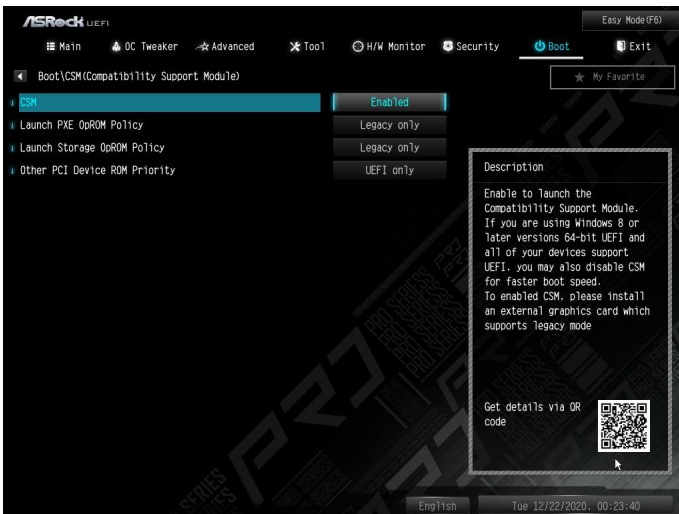 ASRock UEFI
Easy Mode(F6)
Main OC Tweaker Advanced Tool H/W Monitor Security Boot Exit
Boot\CSM(Compatibility Support Module)
My Favorite
CSM Enabled
Launch PXE OpROM Policy Legacy only
Launch Storage OpROM Policy Legacy only
Other PCI Device ROM Priority UEFI only
Description
Enable to launch the
Compatibility Support Module.
If you are using Windows 8 or
later versions 64-bit UEFI and
all of your devices support
UEFI, you may also disable CSM
for faster boot speed.
To enabled CSM, please install
an external graphics card which
supports legacy mode
Get details via QR
code
English
Tue 12/22/2020. 00:23:40